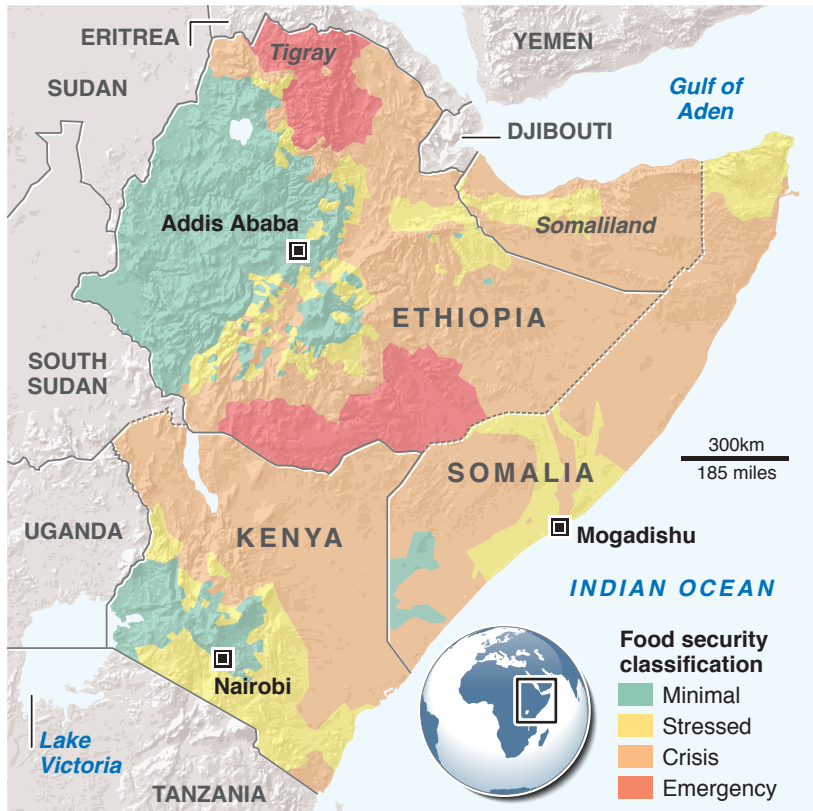 ERITREA
Tigray
YEMEN
SUDAN
Gulf of
Aden
DJIBOUTI
Addis Ababa
Somaliland
ETHIOPIA
SOUTH
SUDAN
300km
185 miles
SOMALIA
UGANDA
KENYA
Mogadishu
INDIAN OCEAN
Food security
classification
Minimal
Stressed
Crisis
Emergency
Nairobi
Lake
Victoria
TANZANIA